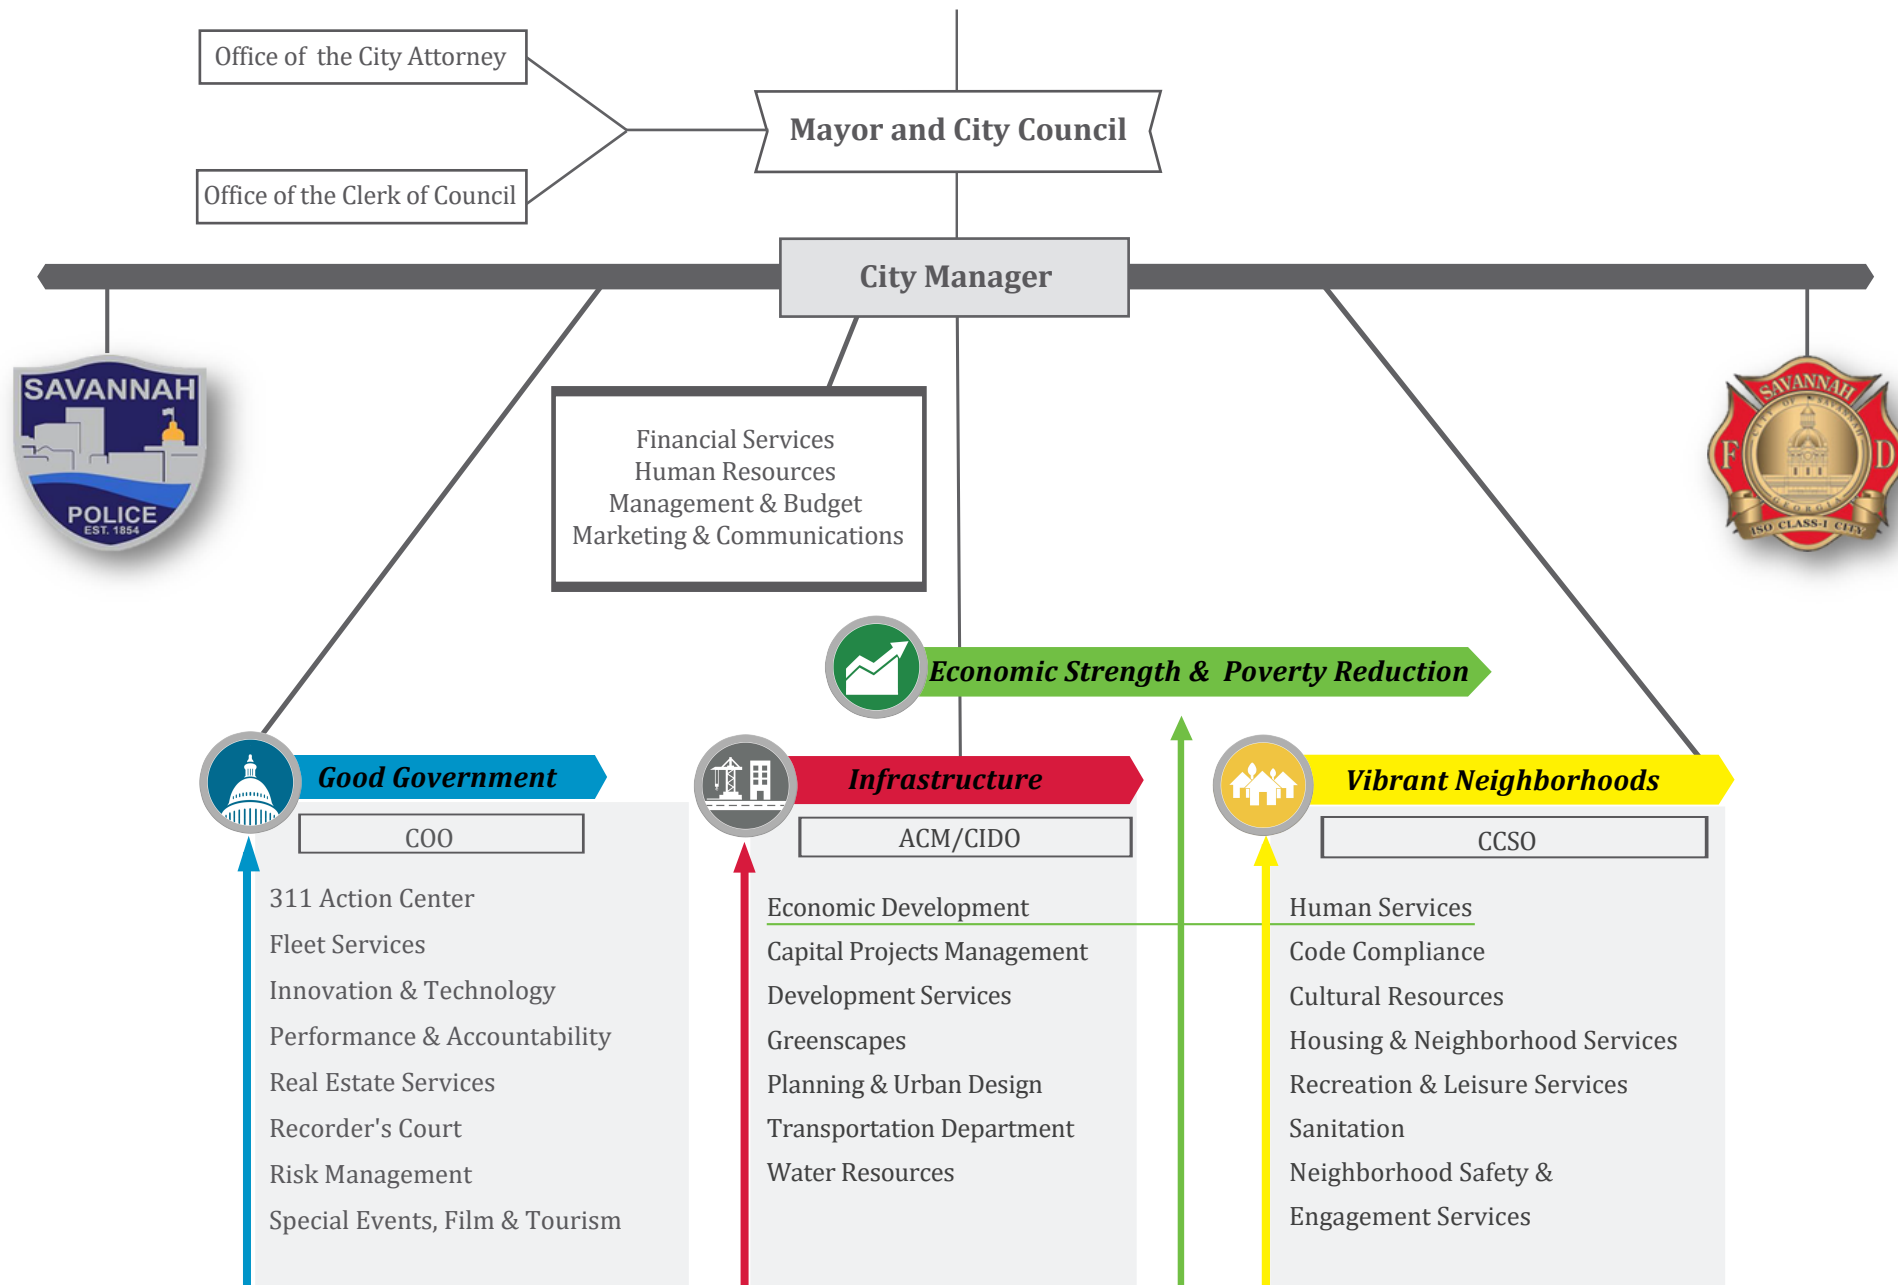 Office of the City Attorney
Mayor and City Council
Office of the Clerk of Council
City Manager
SAVANNAH
POLICE
EST. 1854
SAVANNAH
CITY OF SAVANNAH
F D
GEORGIA
ISO CLASS-1 CITY
Financial Services
Human Resources
Management & Budget
Marketing & Communications
Economic Strength & Poverty Reduction
Good Government
COO
311 Action Center
Fleet Services
Innovation & Technology
Performance & Accountability
Real Estate Services
Recorder's Court
Risk Management
Special Events, Film & Tourism
Infrastructure
ACM/CIDO
Economic Development
Capital Projects Management
Development Services
Greenscapes
Planning & Urban Design
Transportation Department
Water Resources
Vibrant Neighborhoods
CCSO
Human Services
Code Compliance
Cultural Resources
Housing & Neighborhood Services
Recreation & Leisure Services
Sanitation
Neighborhood Safety &
Engagement Services